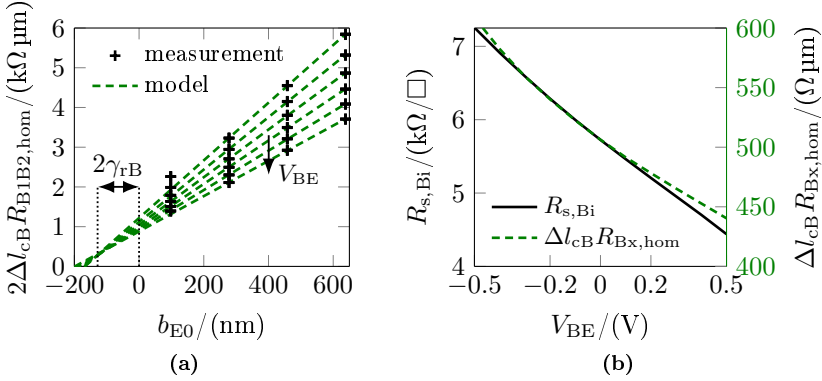 6
5
4
3
2
1
0
−200
0
200
400
600
2Δl_cB R_B1B2,hom/(kΩ μm)
b_E0/(nm)
measurement
model
2γ_rB
V_BE
(a)
7
6
5
4
R_s,Bi/(kΩ/□)
−0.5
−0.2
0
0.2
0.5
V_BE/(V)
R_s,Bi
Δl_cB R_Bx,hom
600
550
500
450
400
Δl_cB R_Bx,hom/(Ω μm)
(b)